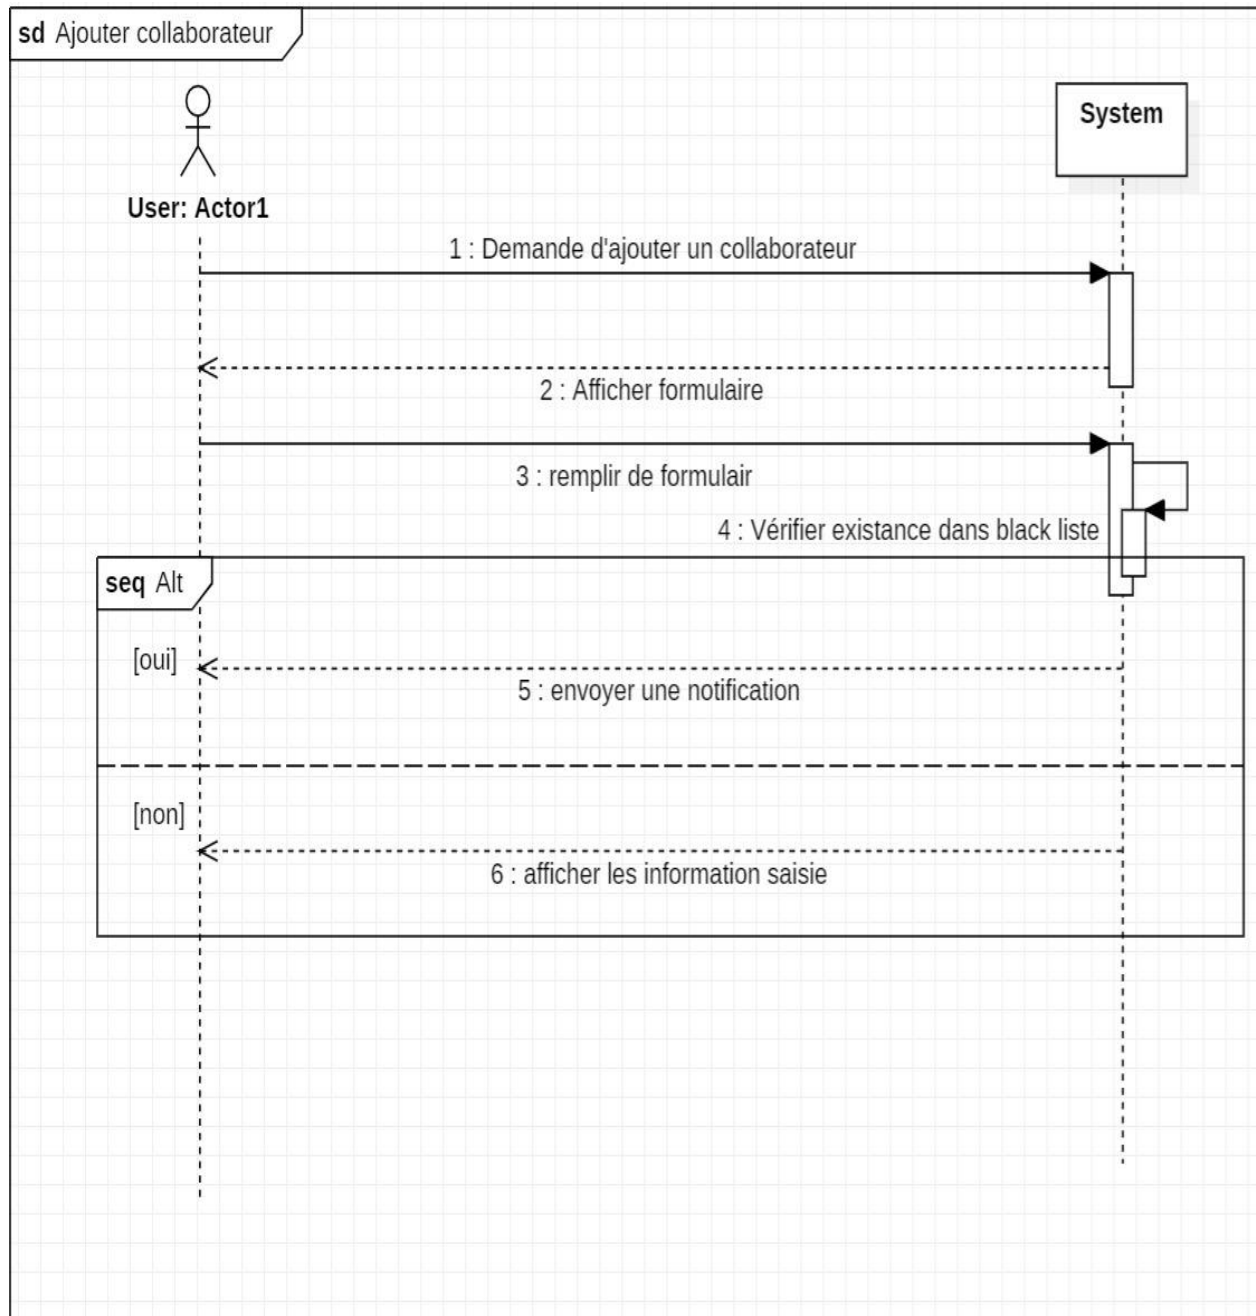 sd Ajouter collaborateur
System
User: Actor1
1 : Demande d'ajouter un collaborateur
2 : Afficher formulaire
3 : remplir de formulair
4 : Vérifier existance dans black liste
seq Alt
[oui]
5 : envoyer une notification
[non]
6 : afficher les information saisie